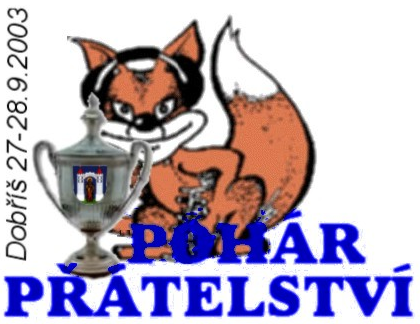 Dobříš 27-28.9.2003
POHÁR
PŘÁTELSTVÍ